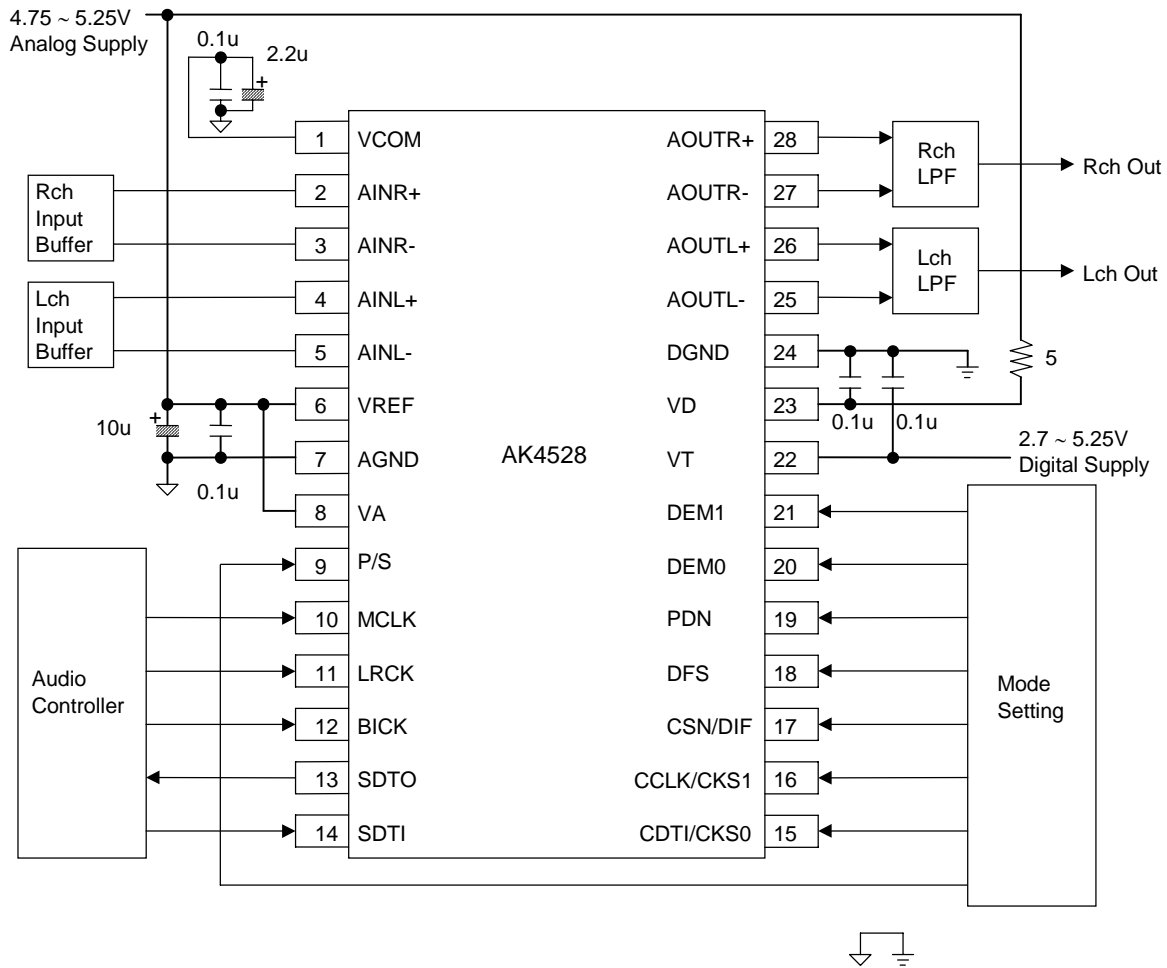 4.75 ~ 5.25V
Analog Supply
0.1u
2.2u
+
1 VCOM
AOUTR+ 28
Rch
LPF
Rch Out
Rch
Input
Buffer
2 AINR+
AOUTR- 27
3 AINR-
AOUTL+ 26
Lch
LPF
Lch Out
Lch
Input
Buffer
4 AINL+
AOUTL- 25
5 AINL-
DGND 24
5
6 VREF
VD 23
10u
+
0.1u
0.1u
7 AGND
AK4528
VT 22
2.7 ~ 5.25V
Digital Supply
0.1u
8 VA
DEM1 21
9 P/S
DEM0 20
10 MCLK
PDN 19
11 LRCK
DFS 18
Audio
Controller
Mode
Setting
12 BICK
CSN/DIF 17
13 SDTO
CCLK/CKS1 16
14 SDTI
CDTI/CKS0 15